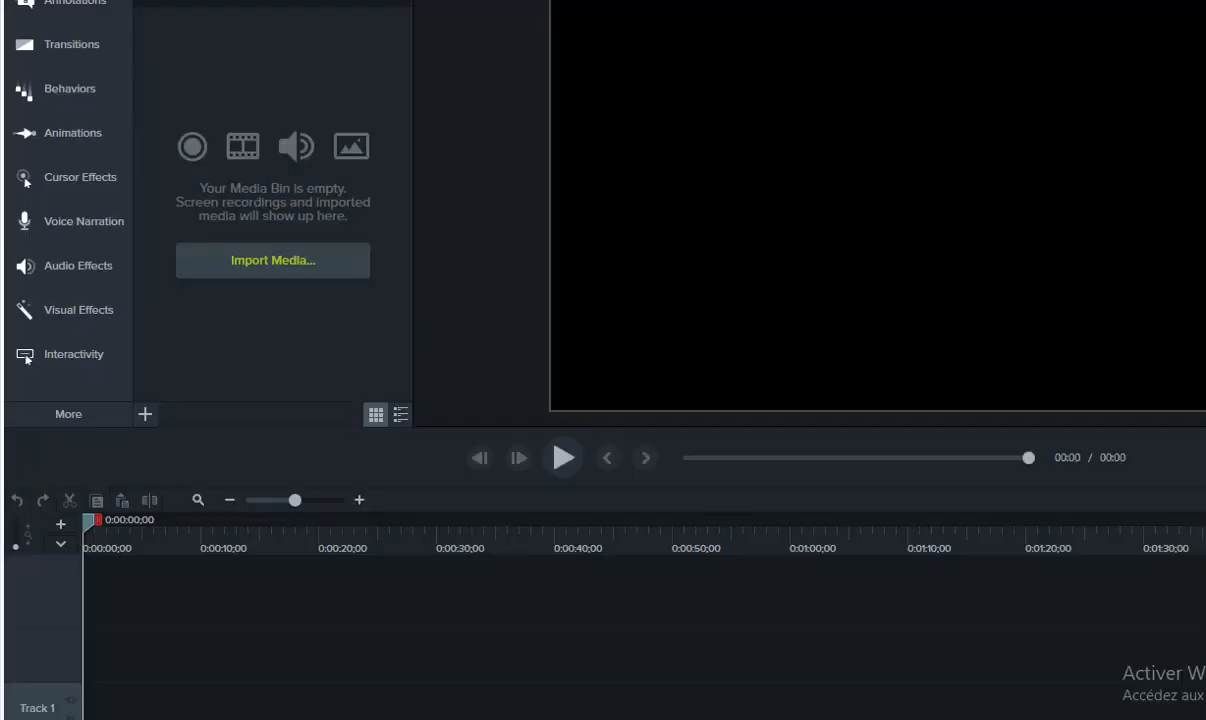 Annotations
Transitions
Behaviors
Animations
Cursor Effects
Voice Narration
Audio Effects
Visual Effects
Interactivity
More
Your Media Bin is empty.
Screen recordings and imported
media will show up here.
Import Media...
00:00 / 00:00
0:00:00;00
0:00:00;00 0:00:10;00 0:00:20;00 0:00:30;00 0:00:40;00 0:00:50;00 0:01:00;00 0:01:10;00 0:01:20;00 0:01:30;00
Activer W
Accédez aux
Track 1